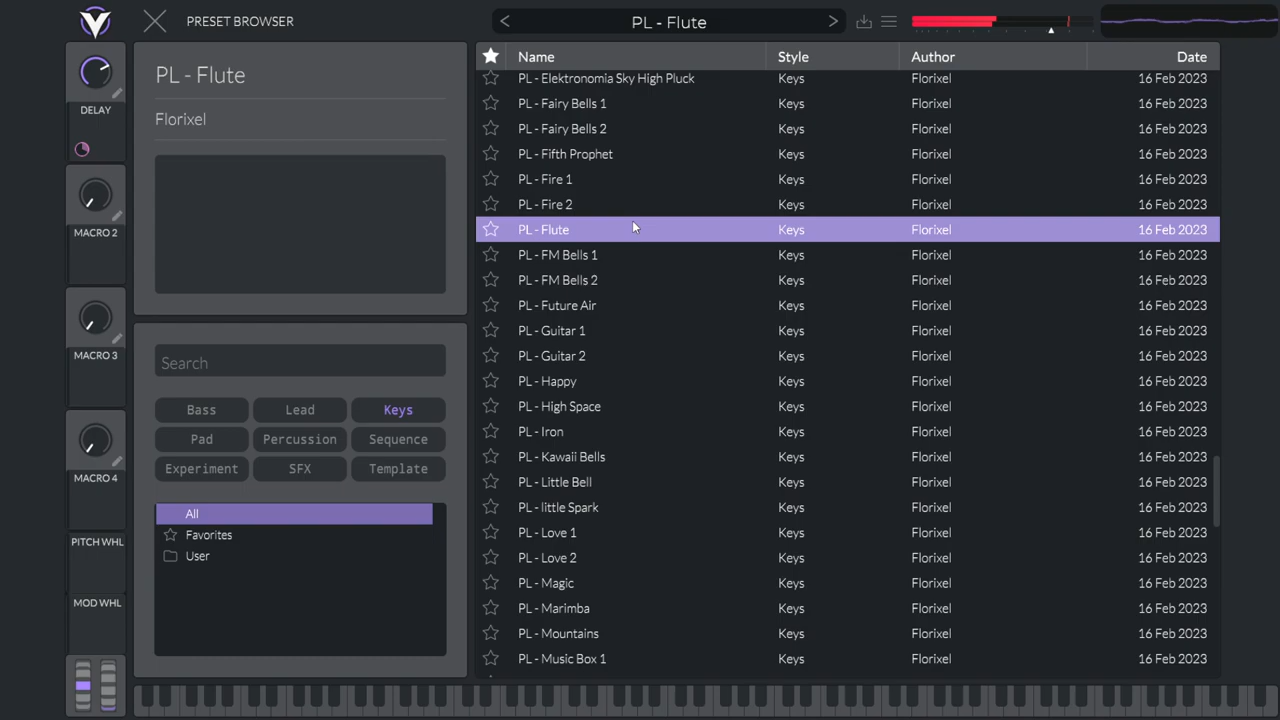 PRESET BROWSER
PL - Flute
DELAY
MACRO 2
MACRO 3
MACRO 4
PITCH WHL
MOD WHL
PL - Flute
Florixel
Search
Bass Lead Keys
Pad Percussion Sequence
Experiment SFX Template
All
Favorites
User
Name Style Author Date
PL - Elektronomia Sky High Pluck Keys Florixel 16 Feb 2023
PL - Fairy Bells 1 Keys Florixel 16 Feb 2023
PL - Fairy Bells 2 Keys Florixel 16 Feb 2023
PL - Fifth Prophet Keys Florixel 16 Feb 2023
PL - Fire 1 Keys Florixel 16 Feb 2023
PL - Fire 2 Keys Florixel 16 Feb 2023
PL - Flute Keys Florixel 16 Feb 2023
PL - FM Bells 1 Keys Florixel 16 Feb 2023
PL - FM Bells 2 Keys Florixel 16 Feb 2023
PL - Future Air Keys Florixel 16 Feb 2023
PL - Guitar 1 Keys Florixel 16 Feb 2023
PL - Guitar 2 Keys Florixel 16 Feb 2023
PL - Happy Keys Florixel 16 Feb 2023
PL - High Space Keys Florixel 16 Feb 2023
PL - Iron Keys Florixel 16 Feb 2023
PL - Kawaii Bells Keys Florixel 16 Feb 2023
PL - Little Bell Keys Florixel 16 Feb 2023
PL - little Spark Keys Florixel 16 Feb 2023
PL - Love 1 Keys Florixel 16 Feb 2023
PL - Love 2 Keys Florixel 16 Feb 2023
PL - Magic Keys Florixel 16 Feb 2023
PL - Marimba Keys Florixel 16 Feb 2023
PL - Mountains Keys Florixel 16 Feb 2023
PL - Music Box 1 Keys Florixel 16 Feb 2023